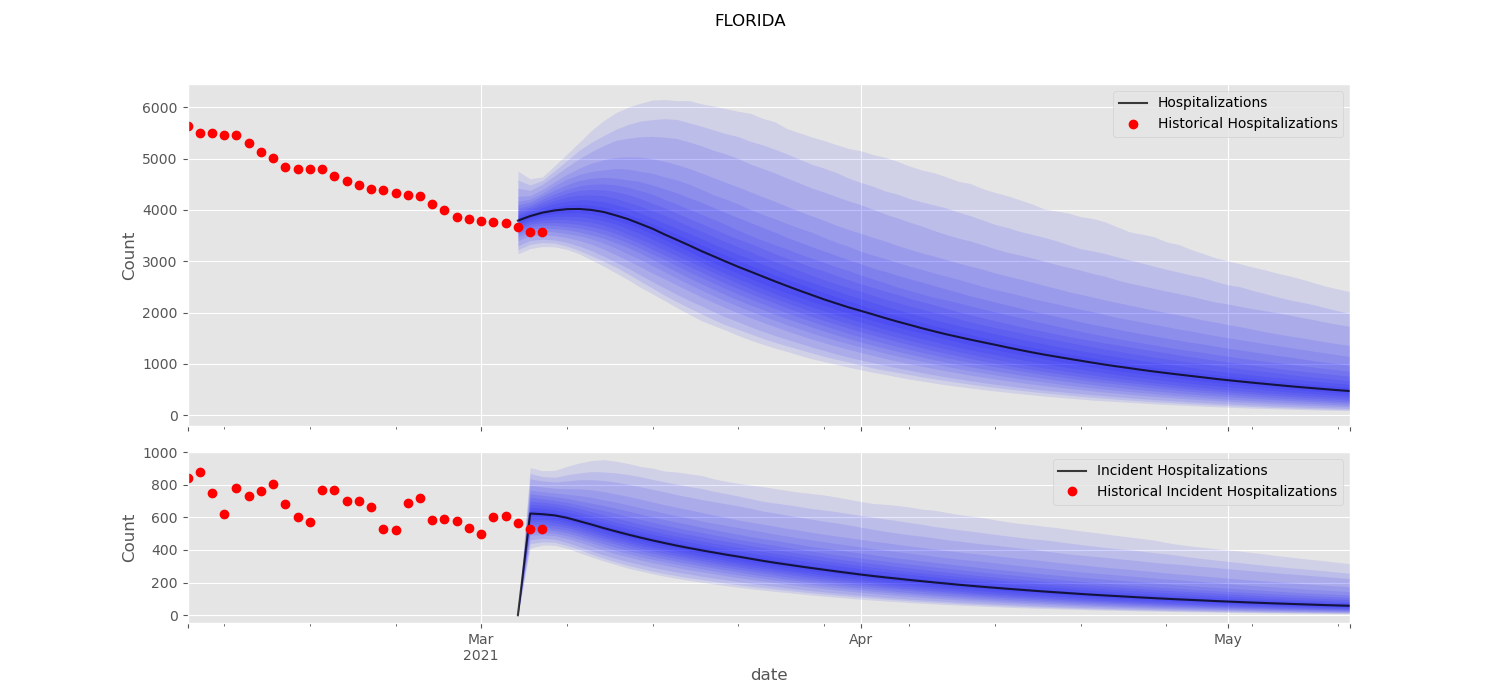 FLORIDA
6000
5000
4000
3000
2000
1000
0
Count
Hospitalizations
Historical Hospitalizations
1000
800
600
400
200
0
Count
Incident Hospitalizations
Historical Incident Hospitalizations
Mar
2021
Apr
May
date